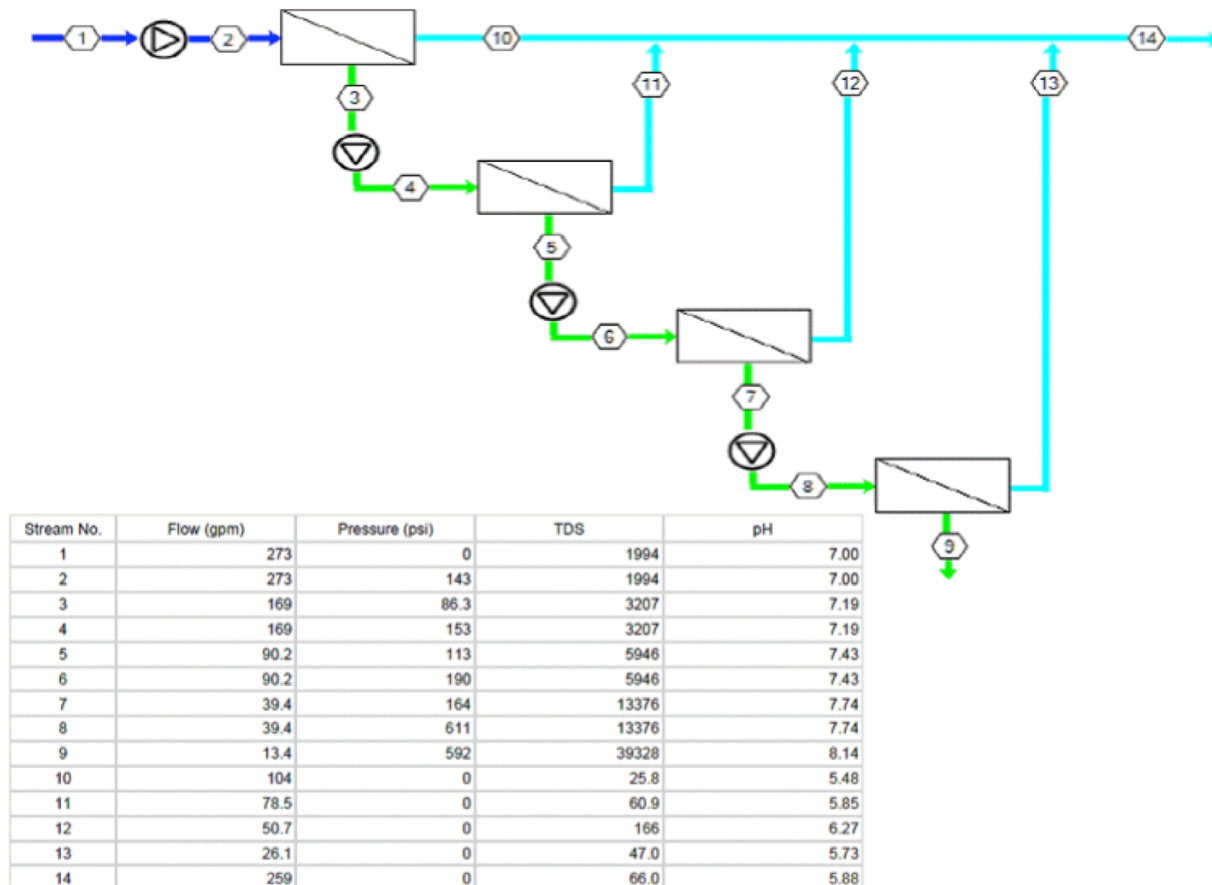 1
2
10
14
3
11
12
13
4
5
6
7
8
9
Stream No. Flow (gpm) Pressure (psi) TDS pH
1 273 0 1994 7.00
2 273 143 1994 7.00
3 169 86.3 3207 7.19
4 169 153 3207 7.19
5 90.2 113 5946 7.43
6 90.2 190 5946 7.43
7 39.4 164 13376 7.74
8 39.4 611 13376 7.74
9 13.4 592 39328 8.14
10 104 0 25.8 5.48
11 78.5 0 60.9 5.85
12 50.7 0 166 6.27
13 26.1 0 47.0 5.73
14 259 0 66.0 5.88